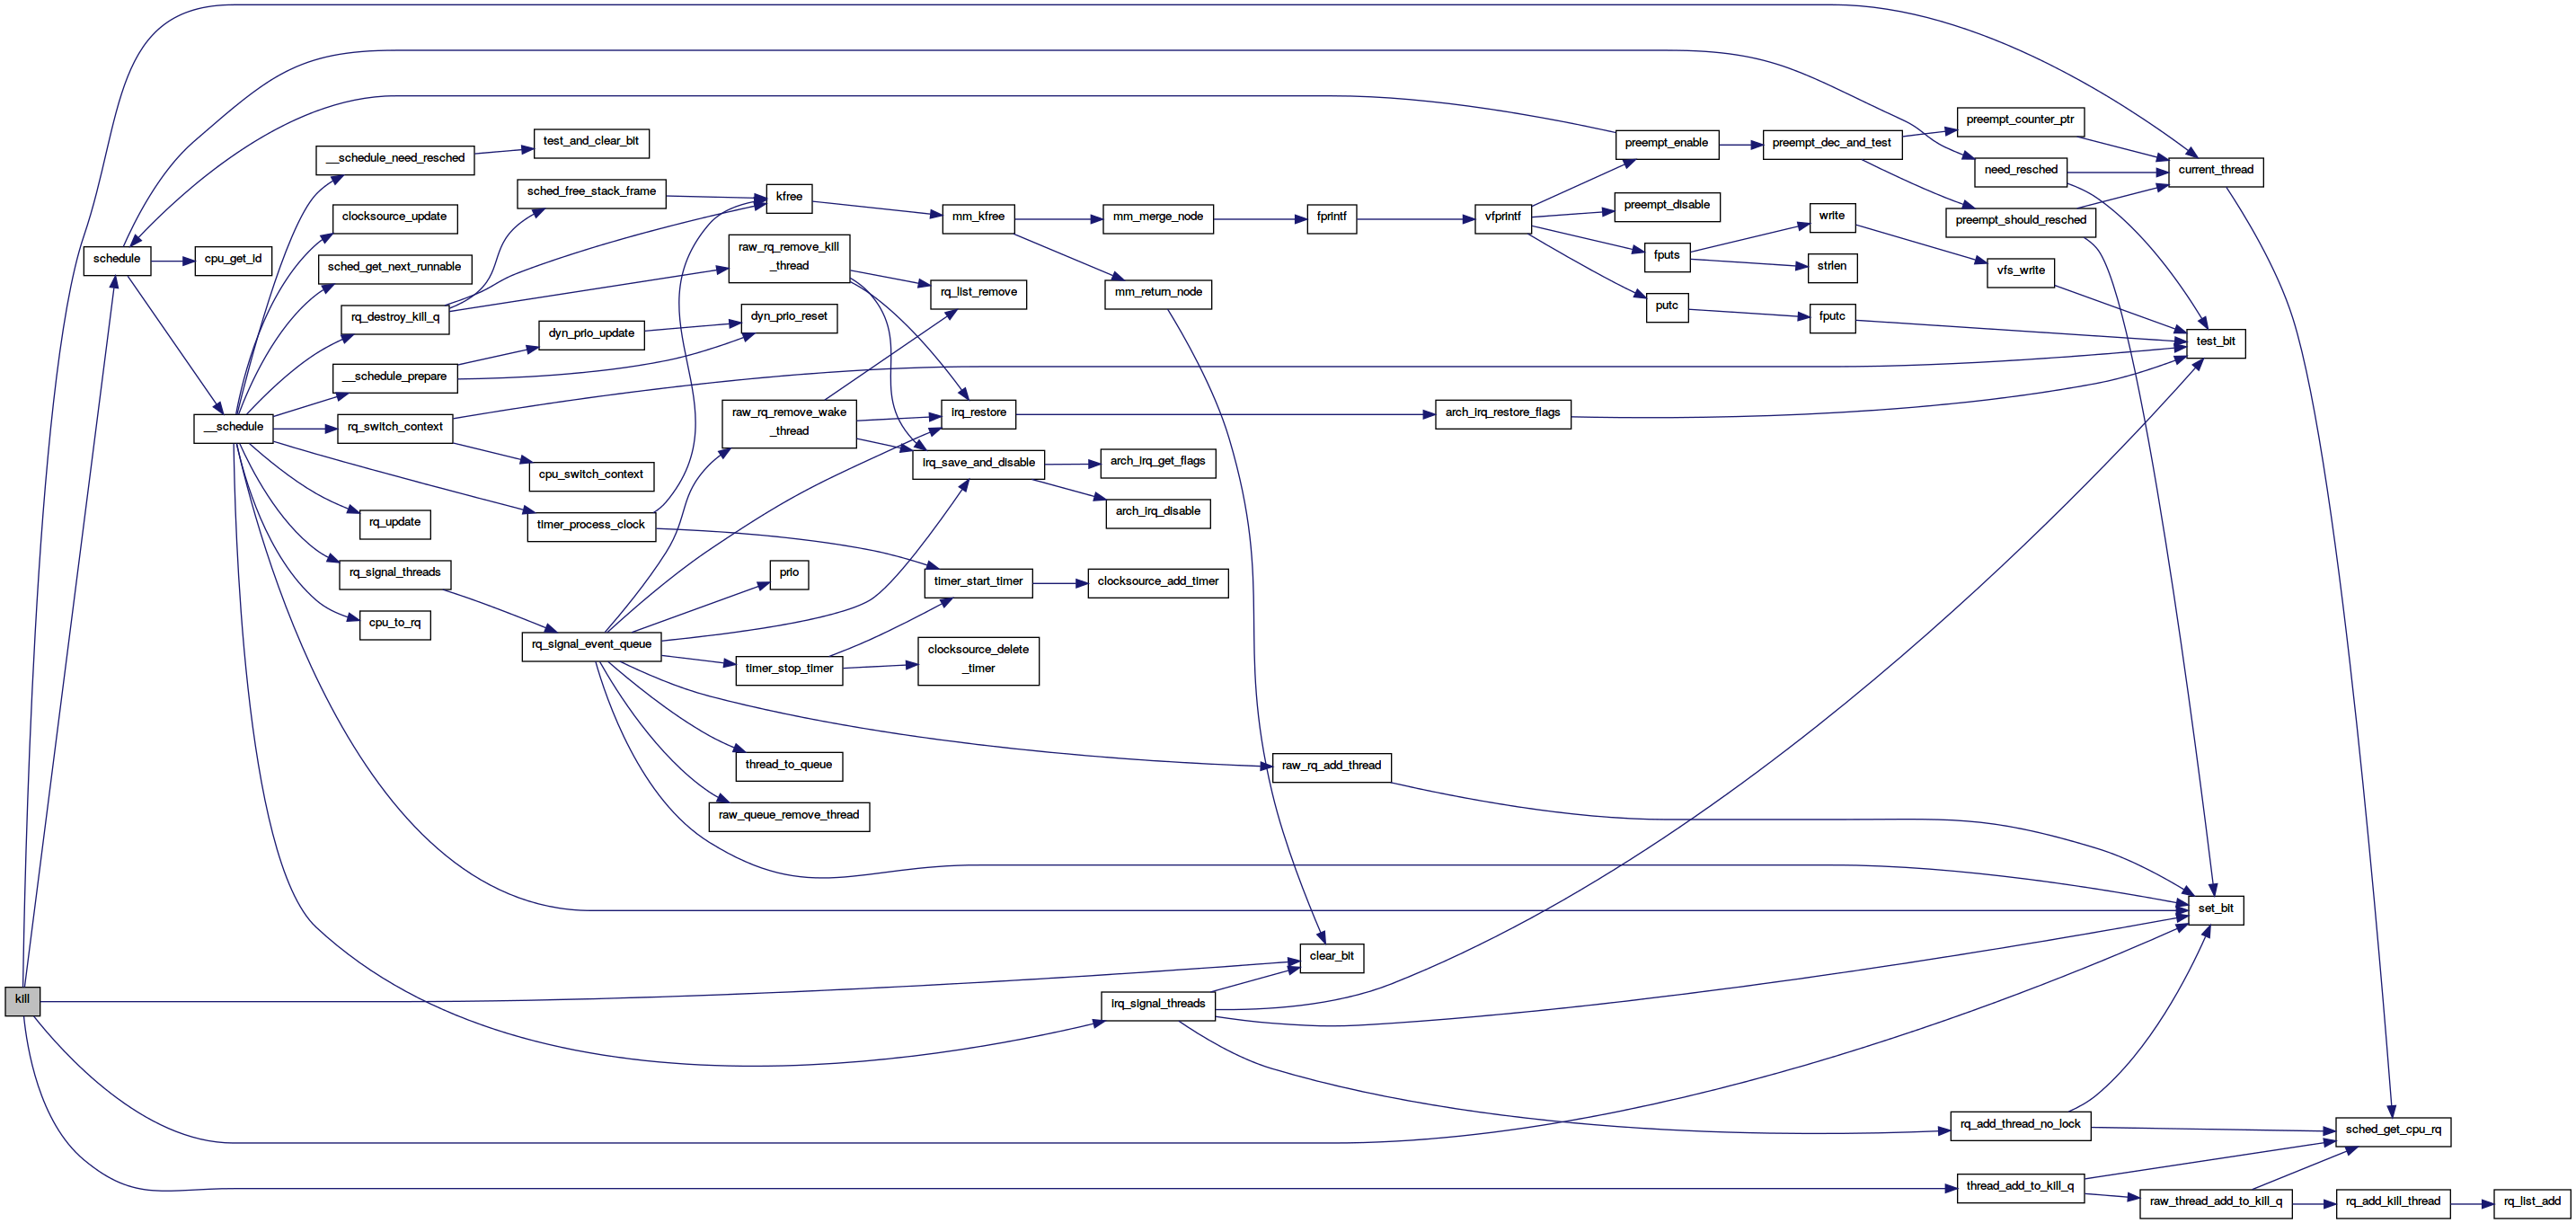 preempt_counter_ptr
test_and_clear_bit
preempt_enable
preempt_dec_and_test
__schedule_need_resched
need_resched
current_thread
sched_free_stack_frame
kfree
preempt_disable
clocksource_update
mm_kfree
mm_merge_node
fprintf
vfprintf
write
preempt_should_resched
schedule
cpu_get_id
raw_rq_remove_kill
_thread
fputs
strlen
sched_get_next_runnable
vfs_write
rq_list_remove
mm_return_node
putc
fputc
rq_destroy_kill_q
dyn_prio_reset
dyn_prio_update
test_bit
__schedule_prepare
raw_rq_remove_wake
_thread
irq_restore
arch_irq_restore_flags
__schedule
rq_switch_context
irq_save_and_disable
arch_irq_get_flags
cpu_switch_context
arch_irq_disable
rq_update
timer_process_clock
rq_signal_threads
prio
timer_start_timer
clocksource_add_timer
cpu_to_rq
rq_signal_event_queue
timer_stop_timer
clocksource_delete
_timer
thread_to_queue
raw_rq_add_thread
raw_queue_remove_thread
set_bit
clear_bit
kill
irq_signal_threads
rq_add_thread_no_lock
sched_get_cpu_rq
thread_add_to_kill_q
raw_thread_add_to_kill_q
rq_add_kill_thread
rq_list_add